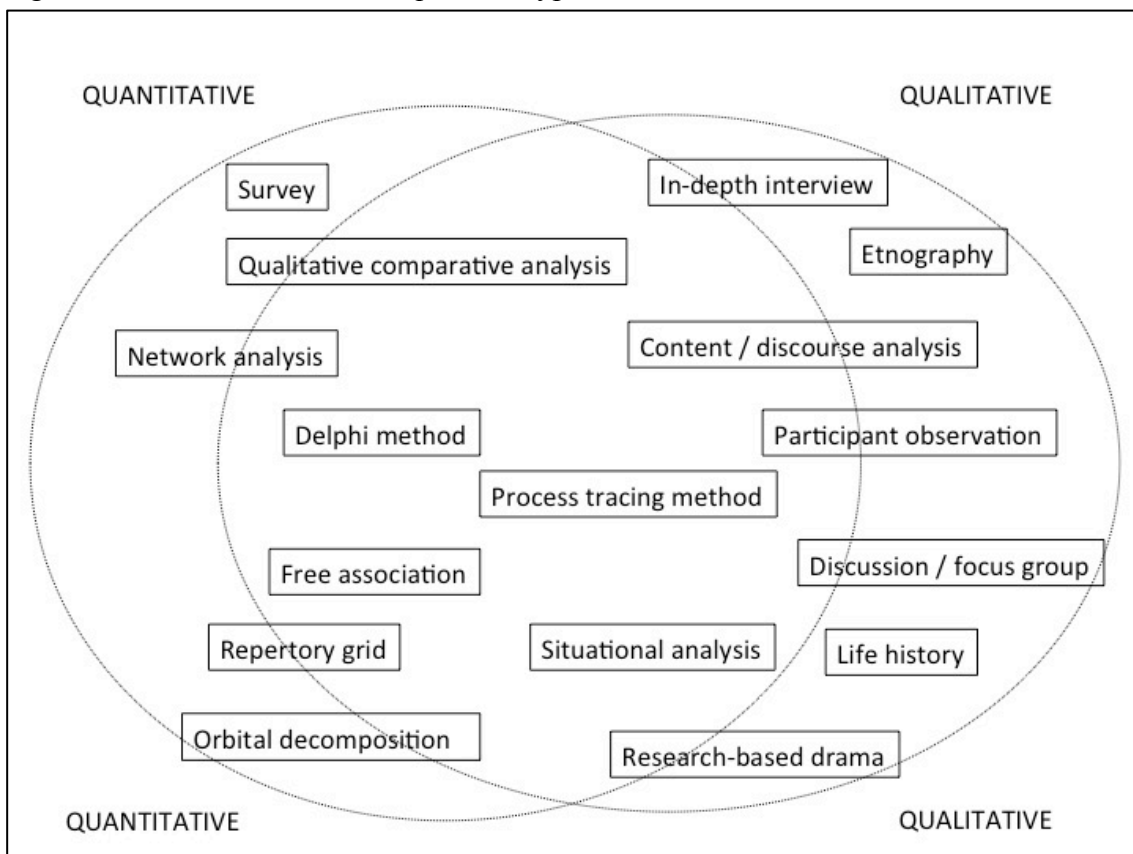 QUANTITATIVE
QUALITATIVE
Survey
In-depth interview
Qualitative comparative analysis
Etnography
Network analysis
Content / discourse analysis
Delphi method
Participant observation
Process tracing method
Free association
Discussion / focus group
Repertory grid
Situational analysis
Life history
Orbital decomposition
Research-based drama
QUANTITATIVE
QUALITATIVE